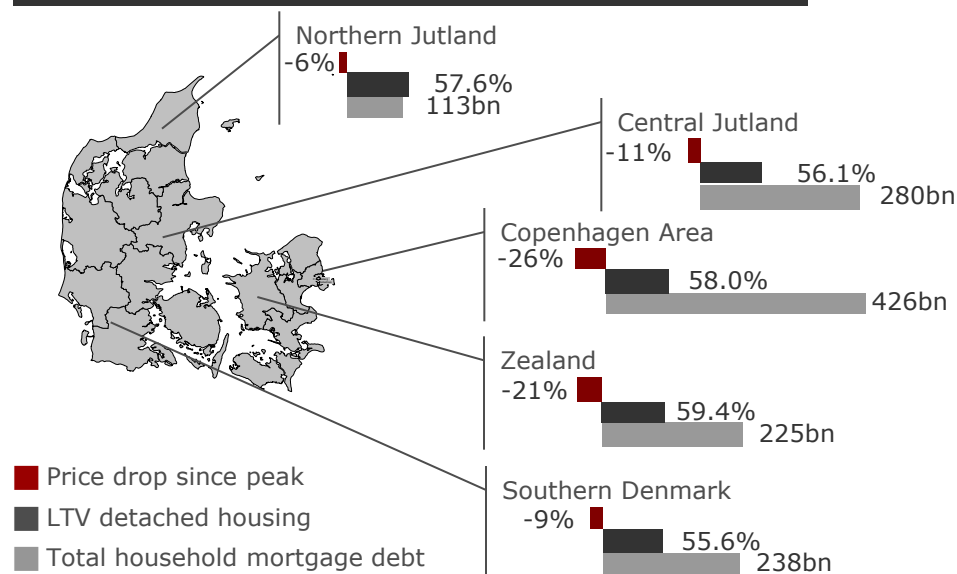 Northern Jutland
-6%
57.6%
113bn
Central Jutland
-11%
56.1%
280bn
Copenhagen Area
-26%
58.0%
426bn
Zealand
-21%
59.4%
225bn
Southern Denmark
-9%
55.6%
238bn
Price drop since peak
LTV detached housing
Total household mortgage debt